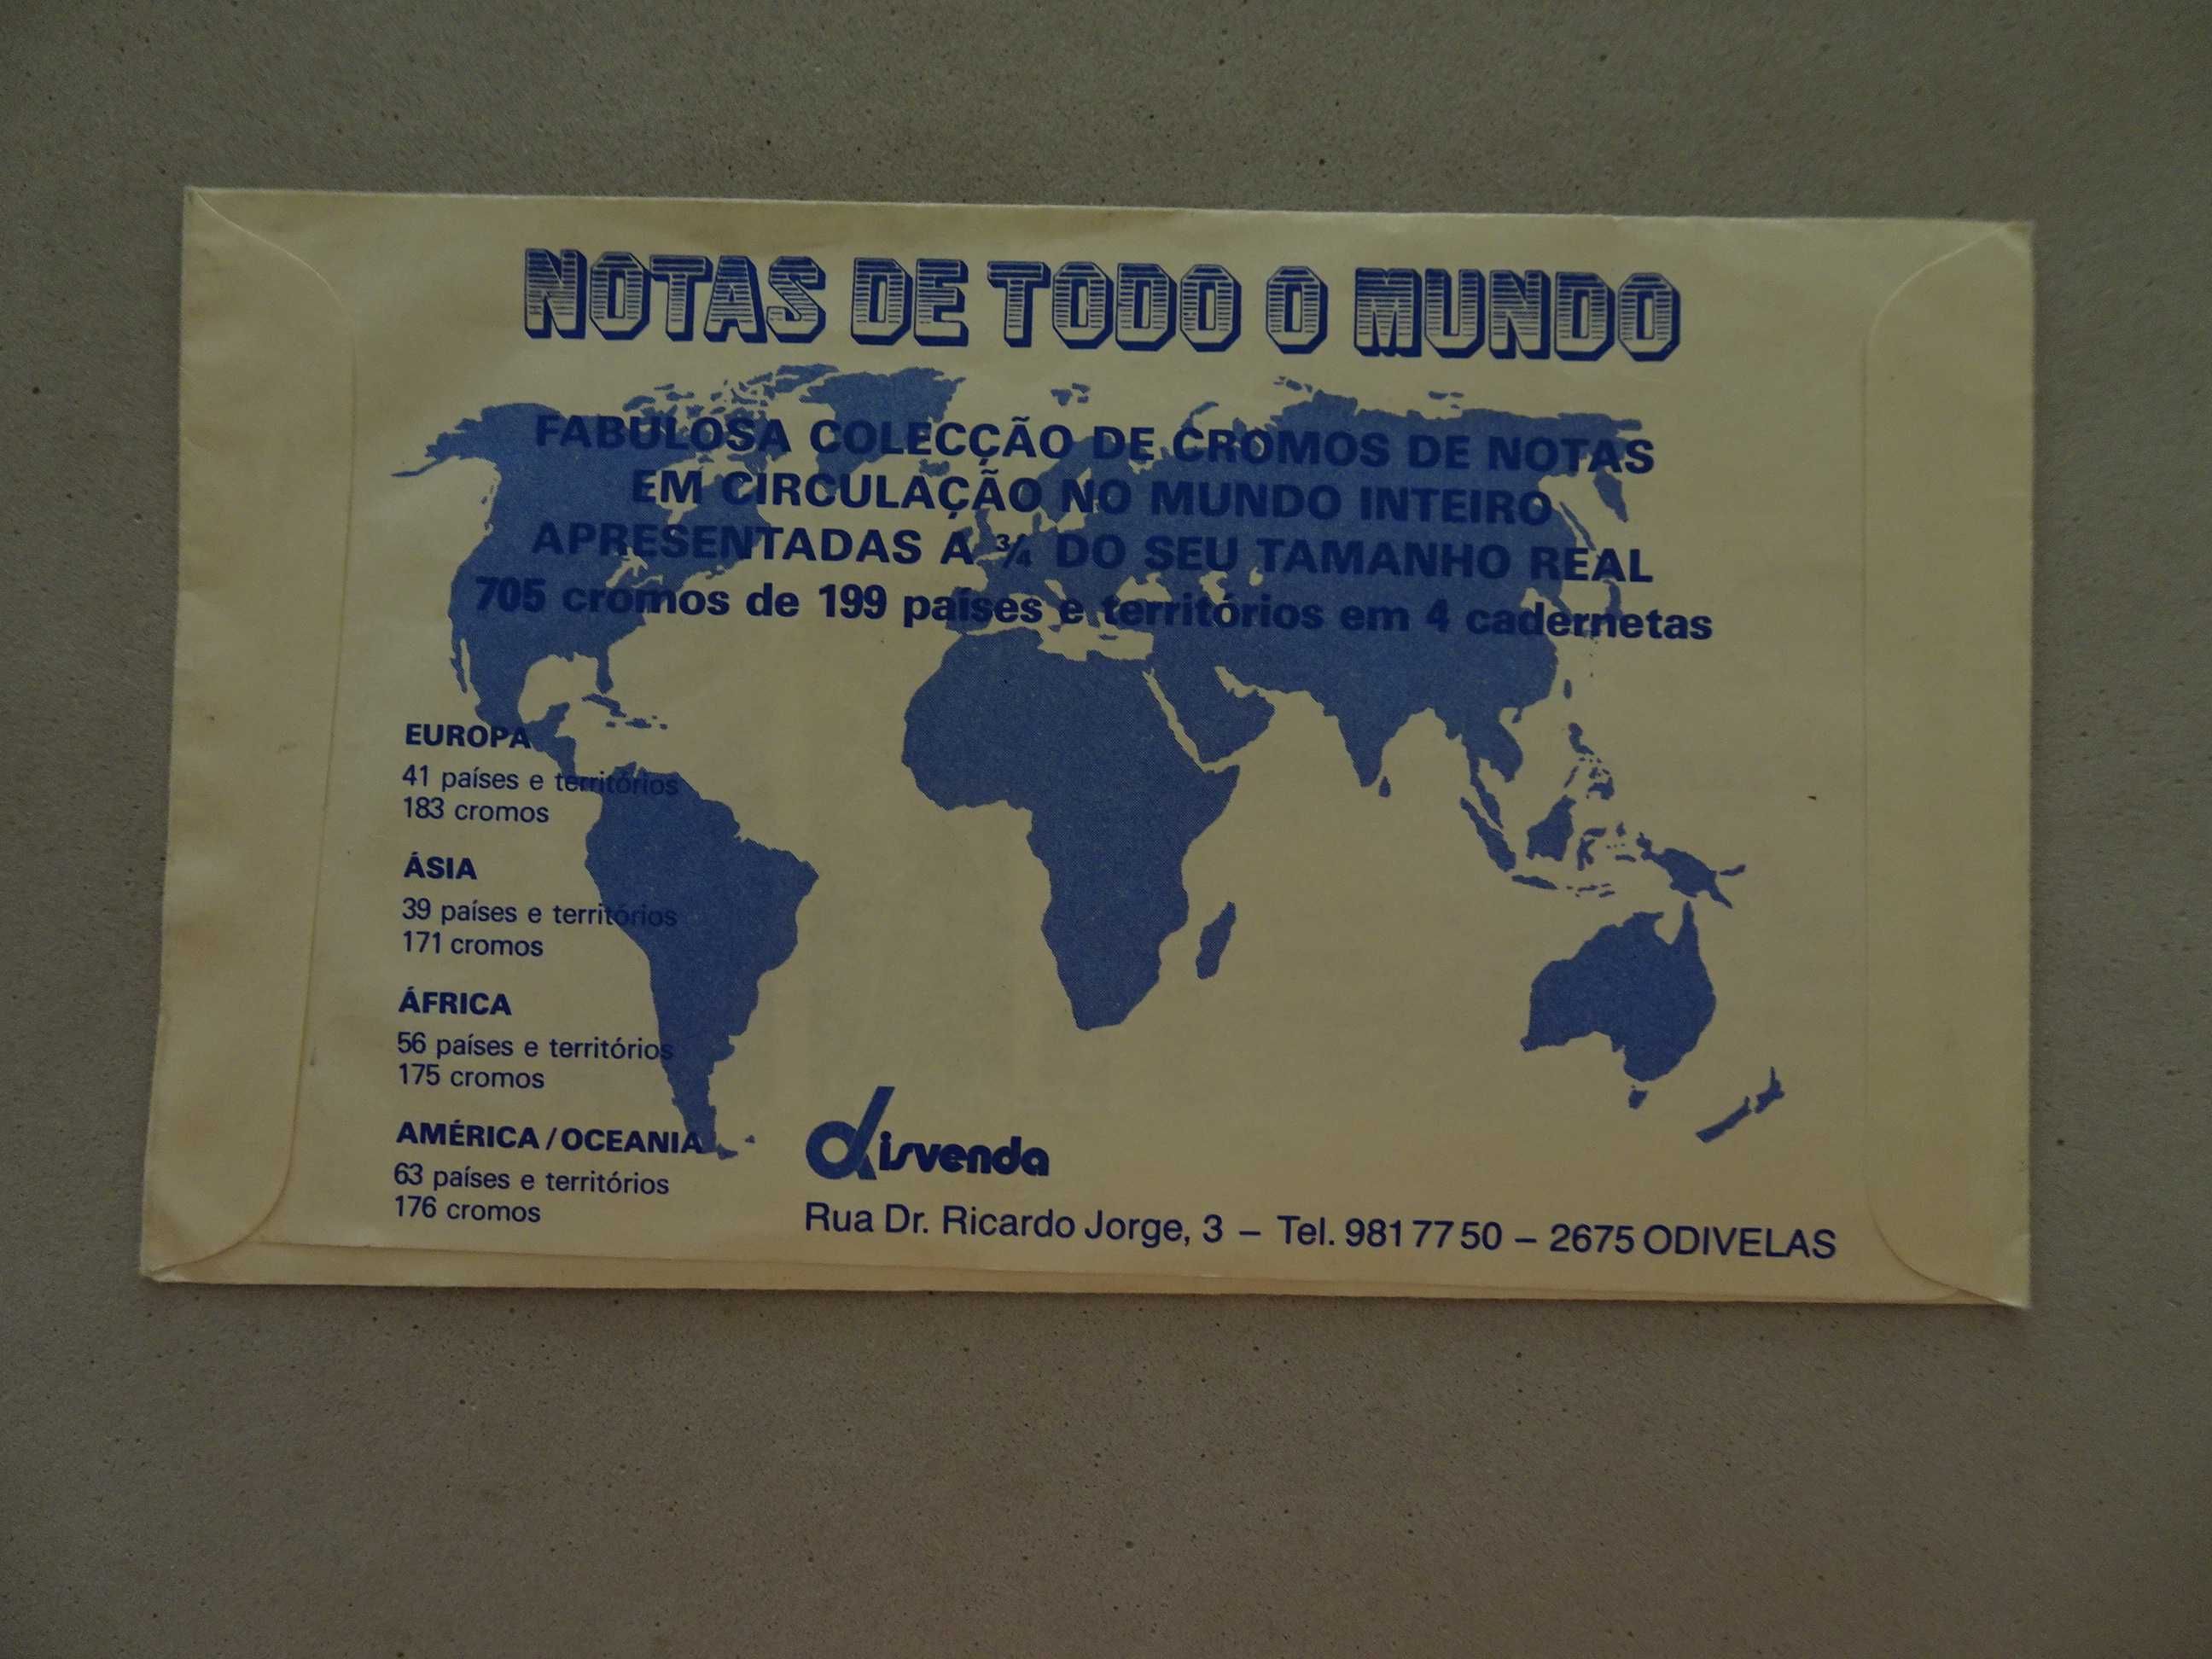 NOTAS DE TODO O MUNDO
FABULOSA COLECÇÃO DE CROMOS DE NOTAS
EM CIRCULAÇÃO NO MUNDO INTEIRO
APRESENTADAS A ¾ DO SEU TAMANHO REAL
705 cromos de 199 países e territórios em 4 cadernetas
EUROPA
41 países e territórios
183 cromos
ÁSIA
39 países e territórios
171 cromos
ÁFRICA
56 países e territórios
175 cromos
AMÉRICA / OCEANIA
63 países e territórios
176 cromos
disvenda
Rua Dr. Ricardo Jorge, 3 – Tel. 981 77 50 – 2675 ODIVELAS